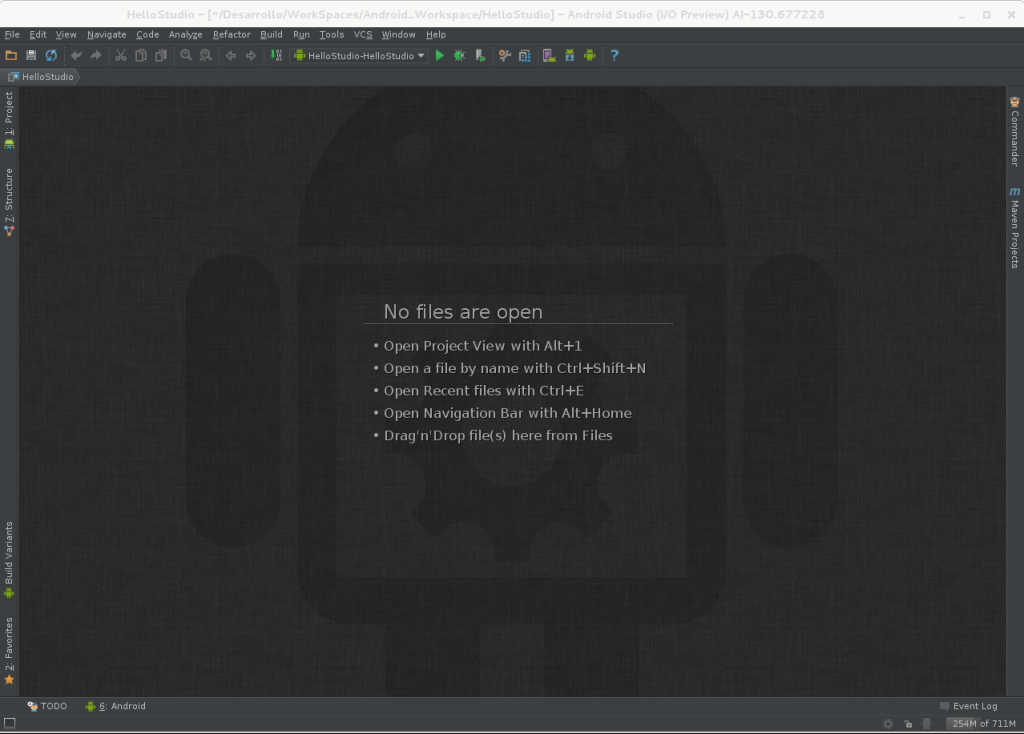 HelloStudio - [~/Desarrollo/WorkSpaces/Android_Workspace/HelloStudio] - Android Studio (I/O Preview) AI-130.677228
File Edit View Navigate Code Analyze Refactor Build Run Tools VCS Window Help
HelloStudio-HelloStudio
HelloStudio
1: Project
7: Structure
Build Variants
2: Favorites
Commander
m
Maven Projects
No files are open
• Open Project View with Alt+1
• Open a file by name with Ctrl+Shift+N
• Open Recent files with Ctrl+E
• Open Navigation Bar with Alt+Home
• Drag'n'Drop file(s) here from Files
TODO 6: Android Event Log
254M of 711M